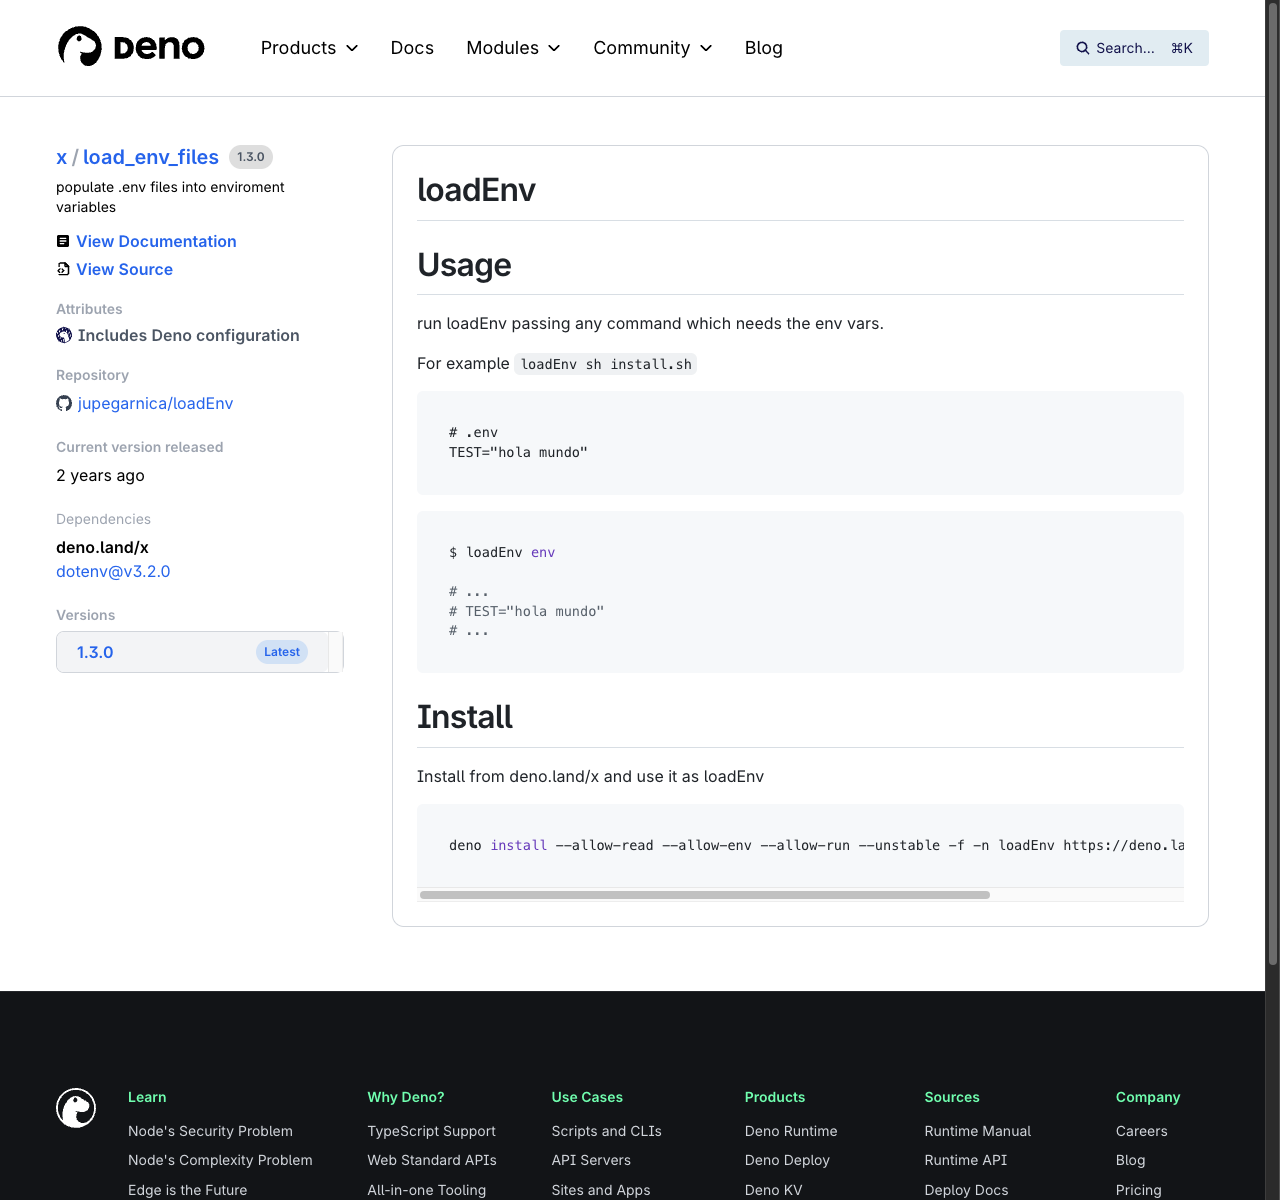 Deno
Products
Docs
Modules
Community
Blog
Search... ⌘K
x / load_env_files 1.3.0
populate .env files into enviroment
variables
View Documentation
View Source
Attributes
Includes Deno configuration
Repository
jupegarnica/loadEnv
Current version released
2 years ago
Dependencies
deno.land/x
dotenv@v3.2.0
Versions
1.3.0 Latest
loadEnv
Usage
run loadEnv passing any command which needs the env vars.
For example loadEnv sh install.sh
# .env
TEST="hola mundo"
$ loadEnv env
# ...
# TEST="hola mundo"
# ...
Install
Install from deno.land/x and use it as loadEnv
deno install --allow-read --allow-env --allow-run --unstable -f -n loadEnv https://deno.la
Learn
Node's Security Problem
Node's Complexity Problem
Edge is the Future
Why Deno?
TypeScript Support
Web Standard APIs
All-in-one Tooling
Use Cases
Scripts and CLIs
API Servers
Sites and Apps
Products
Deno Runtime
Deno Deploy
Deno KV
Sources
Runtime Manual
Runtime API
Deploy Docs
Company
Careers
Blog
Pricing